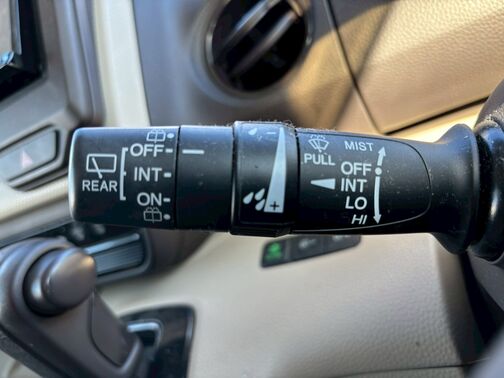 REAR
OFF
INT
ON
- 
+
PULL
MIST
OFF
INT
LO
HI